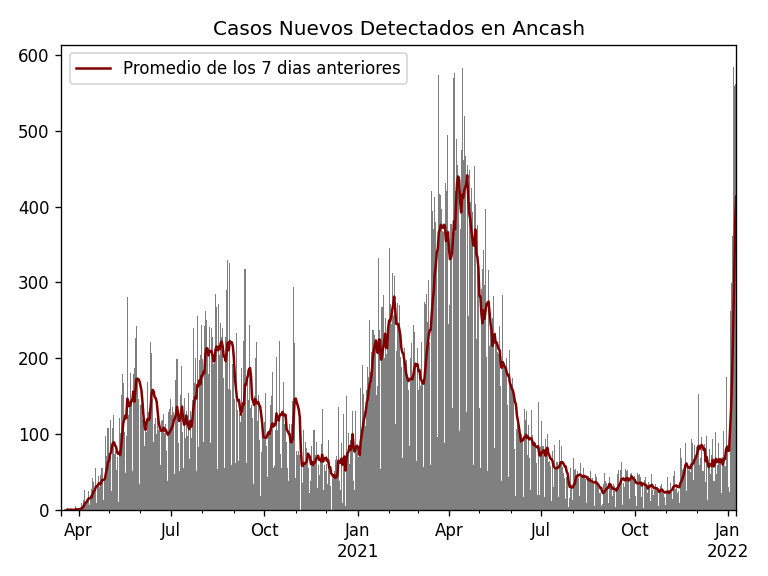 Casos Nuevos Detectados en Ancash
Promedio de los 7 dias anteriores
600
500
400
300
200
100
0
Apr Jul Oct Jan Apr Jul Oct Jan
2021 2022